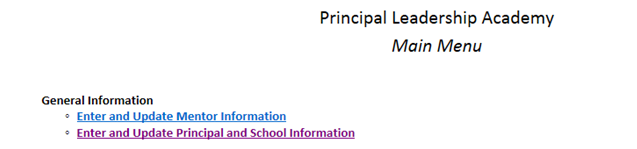 Principal Leadership Academy
Main Menu
General Information
Enter and Update Mentor Information
Enter and Update Principal and School Information